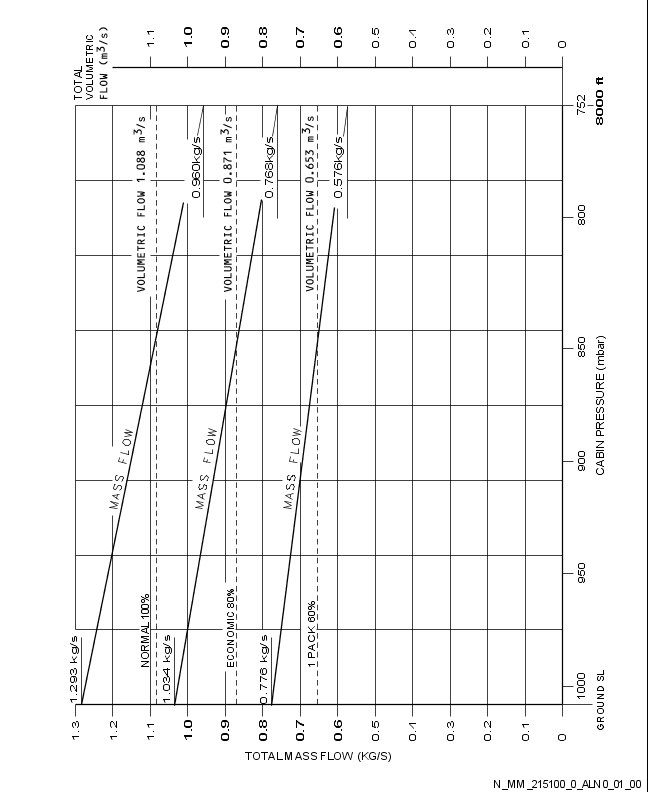 TOTAL
VOLUMETRIC
FLOW (m³/s)
1.1
1.0
0.9
0.8
0.7
0.6
0.5
0.4
0.3
0.2
0.1
0
752
8000 ft
800
850
900
950
1000
GROUND SL
CABIN PRESSURE (mbar)
VOLUMETRIC FLOW 1.088 m³/s
0.960kg/s
VOLUMETRIC FLOW 0.871 m³/s
0.768kg/s
VOLUMETRIC FLOW 0.653 m³/s
0.576kg/s
MASS FLOW
MASS FLOW
MASS FLOW
1.293 kg/s
NORMAL 100%
1.034 kg/s
ECONOMIC 80%
0.776 kg/s
1 PACK 60%
1.3
1.2
1.1
1.0
0.9
0.8
0.7
0.6
0.5
0.4
0.3
0.2
0.1
0
TOTAL MASS FLOW (KG/S)
N_MM_215100_0_ALN0_01_00